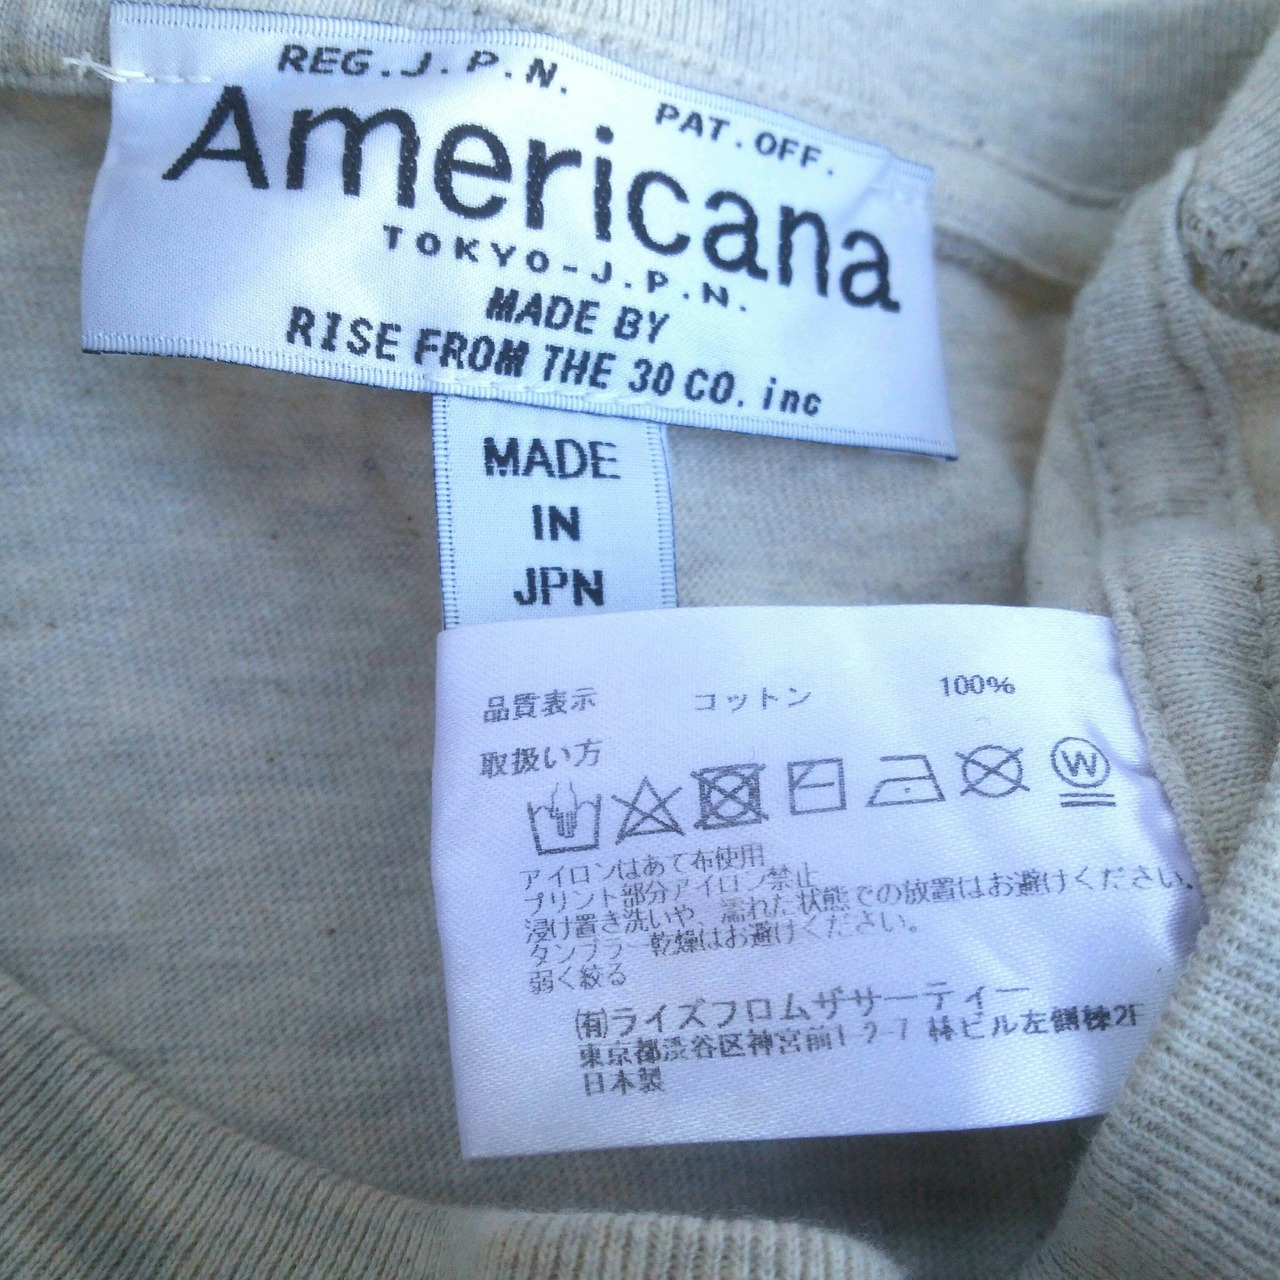 REG.J.P.N. PAT.OFF.
Americana
TOKYO-J.P.N.
MADE BY
RISE FROM THE 30 CO. inc
MADE
IN
JPN
品質表示 コットン 100%
取扱い方
W
アイロンはあて布使用
プリント部分アイロン禁止
浸け置き洗いや、濡れた状態での放置はお避けください。
タンブラー乾燥はお避けください。
弱く絞る
㈲ライズフロムザサーティー
東京都渋谷区神宮前1-2-7 林ビル左側棟2F
日本製